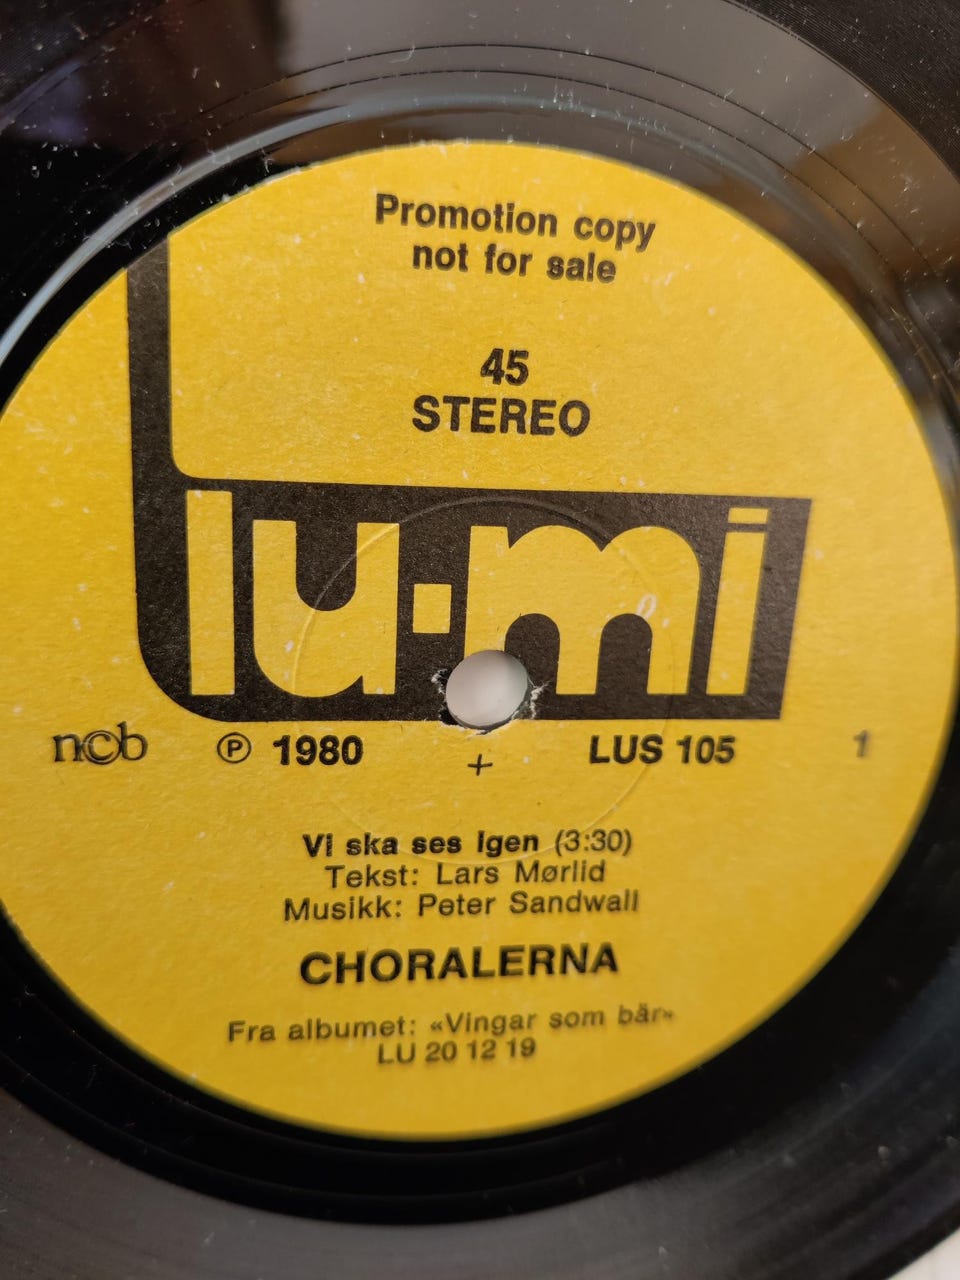 Promotion copy
not for sale
45
STEREO
lu·mi
ncb ℗ 1980 + LUS 105 1
Vi ska ses igen (3:30)
Tekst: Lars Mørlid
Musikk: Peter Sandwall
CHORALERNA
Fra albumet: «Vingar som bär»
LU 20 12 19